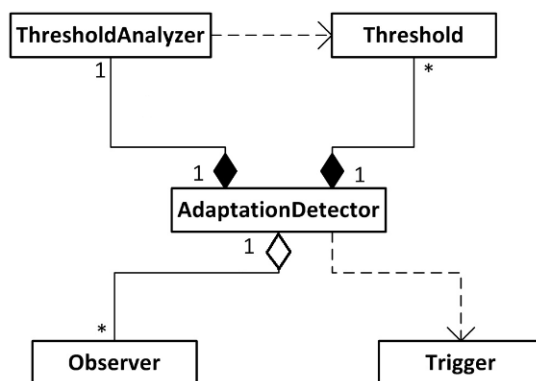 ThresholdAnalyzer
Threshold
1
*
1
1
AdaptationDetector
1
*
Observer
Trigger